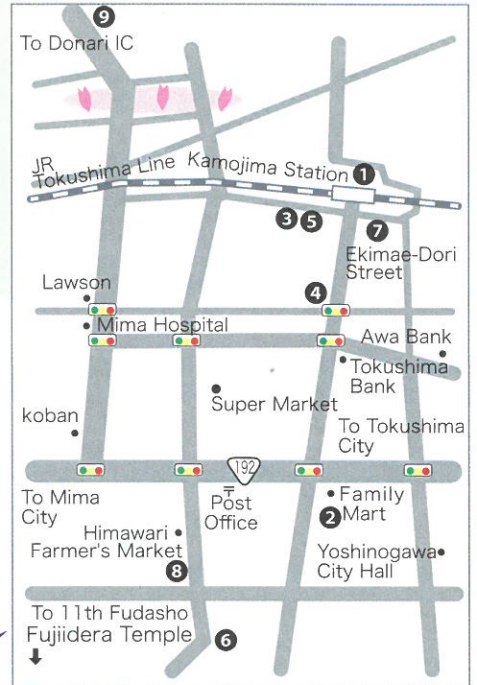 9
To Donari IC
JR
Tokushima Line
Kamojima Station
1
3 5
7
Ekimae-Dori
Street
Lawson
4
Mima Hospital
Awa Bank
Tokushima
Bank
Super Market
koban
To Tokushima
City
192
To Mima
City
〒
Post
Office
Family
Mart
2
Himawari
Farmer's Market
Yoshinogawa
City Hall
8
To 11th Fudasho
Fujiidera Temple
6